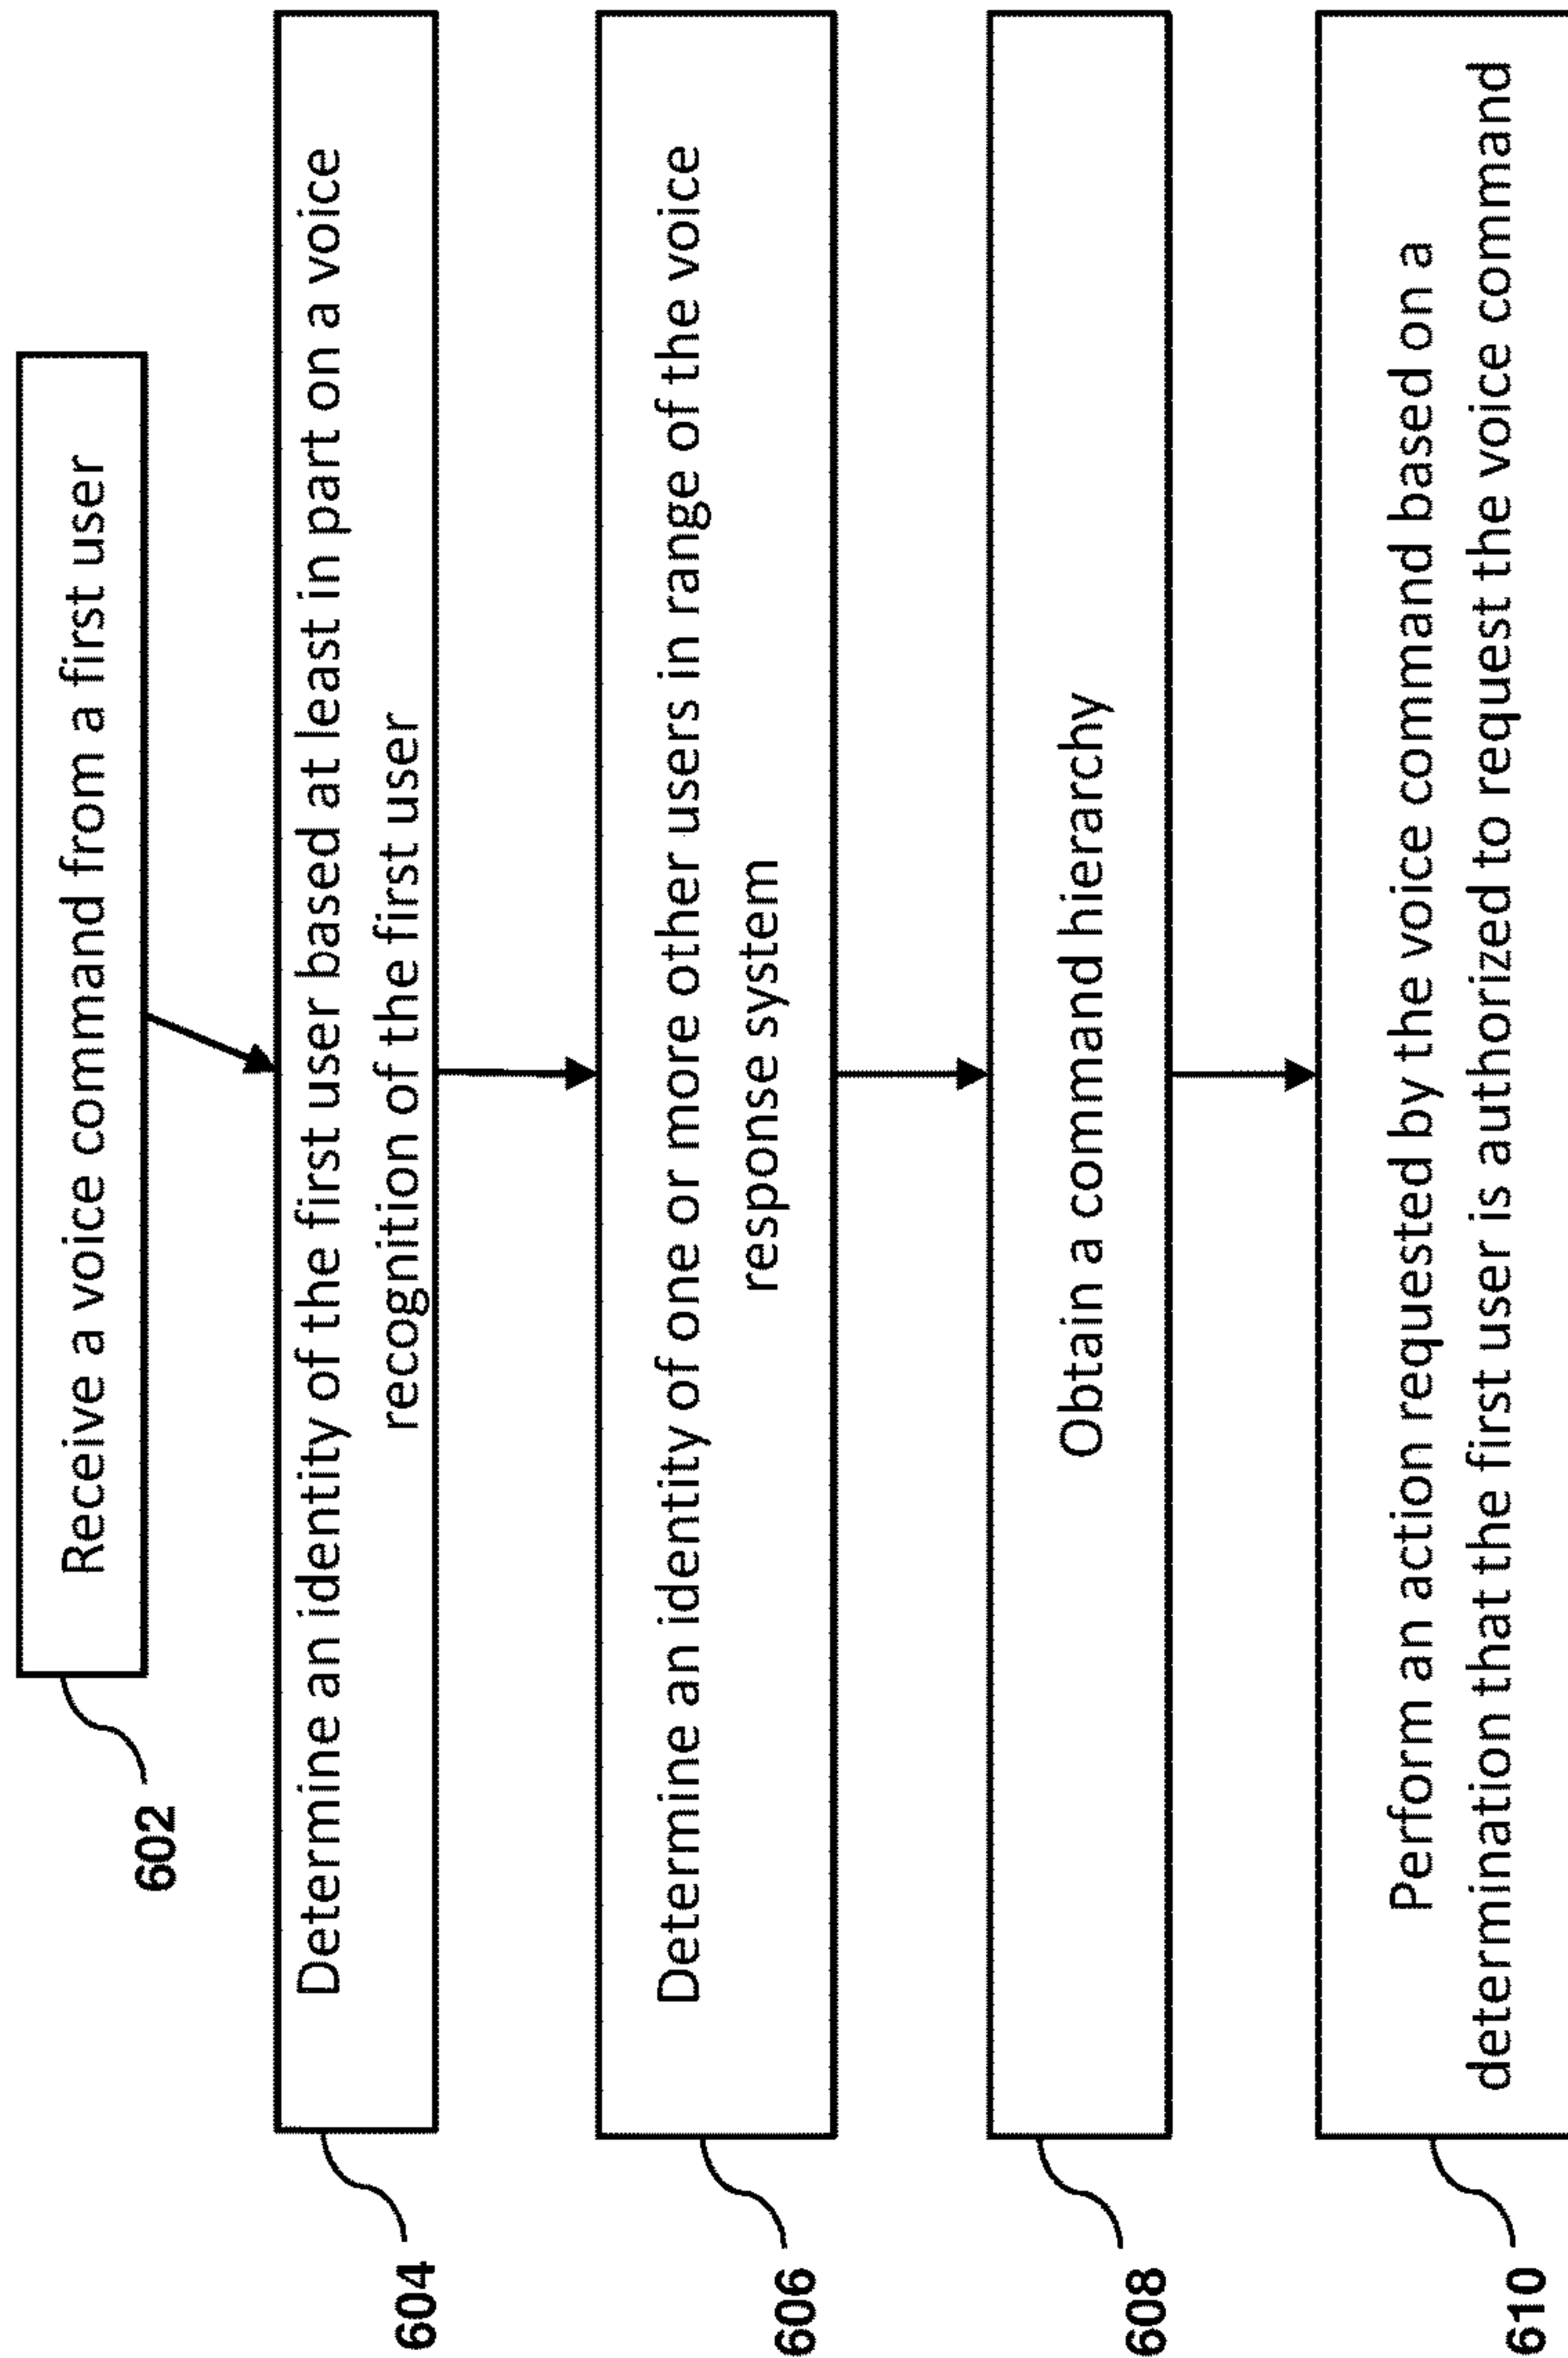 Receive a voice command from a first user
602
Determine an identity of the first user based at least in part on a voice
recognition of the first user
604
Determine an identity of one or more other users in range of the voice
response system
606
Obtain a command hierarchy
608
Perform an action requested by the voice command based on a
determination that the first user is authorized to request the voice command
610